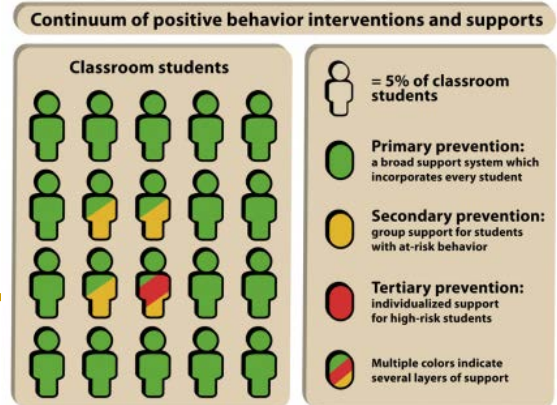 Continuum of positive behavior interventions and supports
Classroom students
= 5% of classroom
students
Primary prevention:
a broad support system which
incorporates every student
Secondary prevention:
group support for students
with at-risk behavior
Tertiary prevention:
individualized support
for high-risk students
Multiple colors indicate
several layers of support